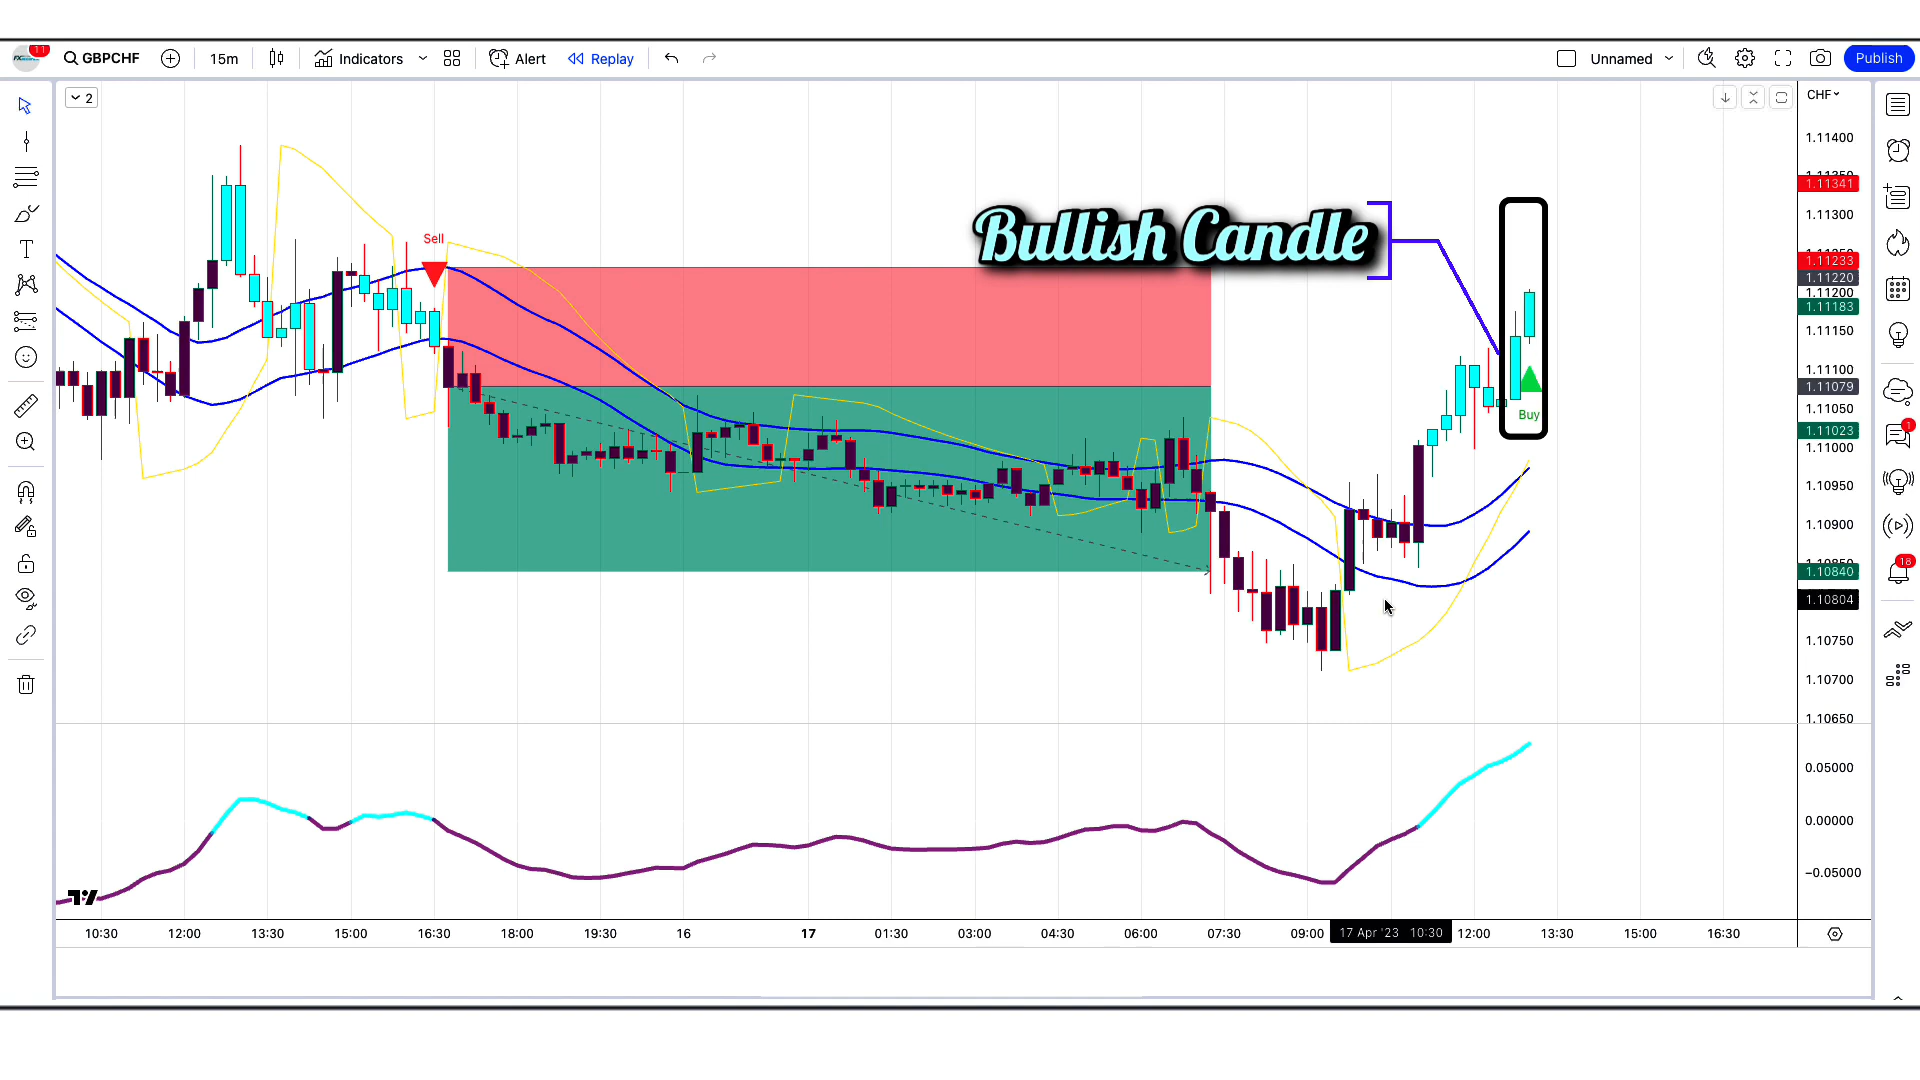 11
GBPCHF
15m
Indicators
Alert
Replay
Unnamed
Publish
2
CHF
1.11400
1.11341
1.11300
1.11233
1.11220
1.11200
1.11183
1.11150
1.11100
1.11079
1.11050
1.11023
1.11000
1.10950
1.10900
1.10840
1.10804
1.10750
1.10700
1.10650
Sell
Bullish Candle
Buy
1
18
0.05000
0.00000
−0.05000
10:30 12:00 13:30 15:00 16:30 18:00 19:30 16 17 01:30 03:00 04:30 06:00 07:30 09:00 17 Apr '23 10:30 12:00 13:30 15:00 16:30